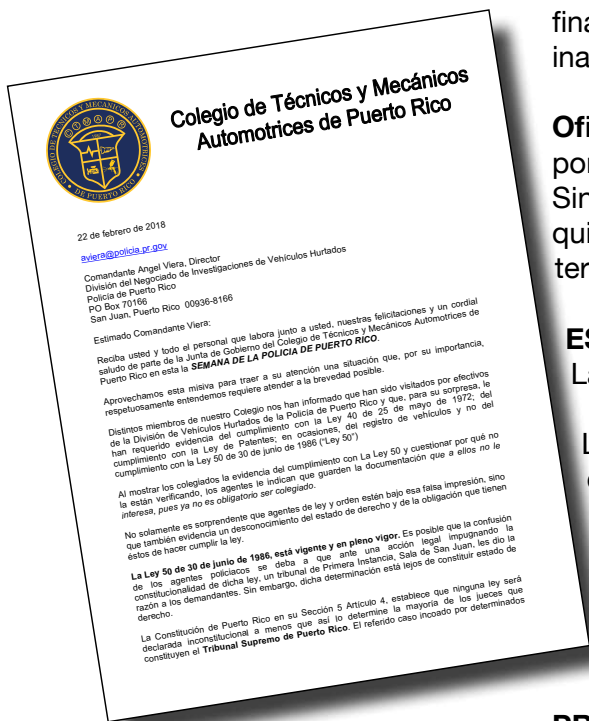 COLEGIO DE TECNICOS Y MECANICOS AUTOMOTRICES
• DE PUERTO RICO •
CTMAPR
Colegio de Técnicos y Mecánicos
Automotrices de Puerto Rico
22 de febrero de 2018
aviera@policia.pr.gov
Comandante Angel Viera, Director
División del Negociado de Investigaciones de Vehículos Hurtados
Policía de Puerto Rico
PO Box 70166
San Juan, Puerto Rico 00936-8166
Estimado Comandante Viera:
Reciba usted y todo el personal que labora junto a usted, nuestras felicitaciones y un cordial
saludo de parte de la Junta de Gobierno del Colegio de Técnicos y Mecánicos Automotrices de
Puerto Rico en esta la SEMANA DE LA POLICIA DE PUERTO RICO.
Aprovechamos esta misiva para traer a su atención una situación que, por su importancia,
respetuosamente entendemos requiere atender a la brevedad posible.
Distintos miembros de nuestro Colegio nos han informado que han sido visitados por efectivos
de la División de Vehículos Hurtados de la Policía de Puerto Rico y que, para su sorpresa, le
han requerido evidencia del cumplimiento con la Ley 40 de 25 de mayo de 1972; del
cumplimiento con la Ley de Patentes; en ocasiones, del registro de vehículos y no del
cumplimiento con la Ley 50 de 30 de junio de 1986 ("Ley 50")
Al mostrar los colegiados la evidencia del cumplimiento con La Ley 50 y cuestionar por qué no
la están verificando, los agentes le indican que guarden la documentación que a ellos no le
interesa, pues ya no es obligatorio ser colegiado.
No solamente es sorprendente que agentes de ley y orden estén bajo esa falsa impresión, sino
que también evidencia un desconocimiento del estado de derecho y de la obligación que tienen
éstos de hacer cumplir la ley.
La Ley 50 de 30 de junio de 1986, está vigente y en pleno vigor. Es posible que la confusión
de los agentes policiacos se deba a que ante una acción legal impugnando la
constitucionalidad de dicha ley, un tribunal de Primera Instancia, Sala de San Juan, les dio la
razón a los demandantes. Sin embargo, dicha determinación está lejos de constituir estado de
derecho.
La Constitución de Puerto Rico en su Sección 5 Artículo 4, establece que ninguna ley será
declarada inconstitucional a menos que así lo determine la mayoría de los jueces que
constituyen el Tribunal Supremo de Puerto Rico. El referido caso incoado por determinados
fina
ina
Ofi
por
Sin
qui
ter
ES
La
L